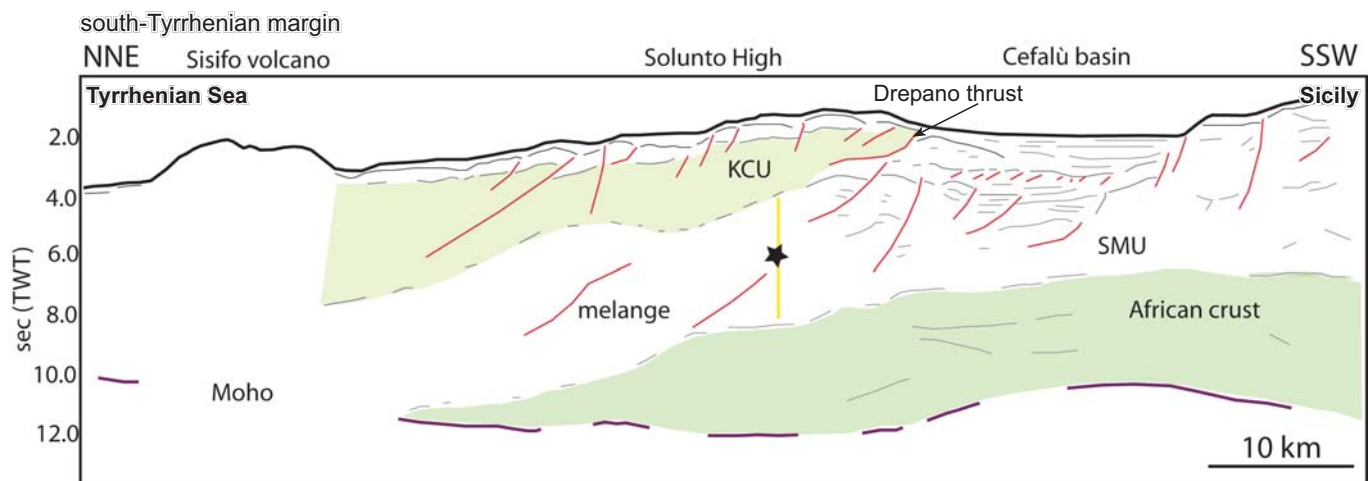 south-Tyrrhenian margin
NNE Sisifo volcano Solunto High Cefalù basin SSW
Tyrrhenian Sea Drepano thrust Sicily
2.0
KCU
4.0
6.0
SMU
8.0
melange African crust
sec (TWT)
10.0
Moho
12.0
10 km